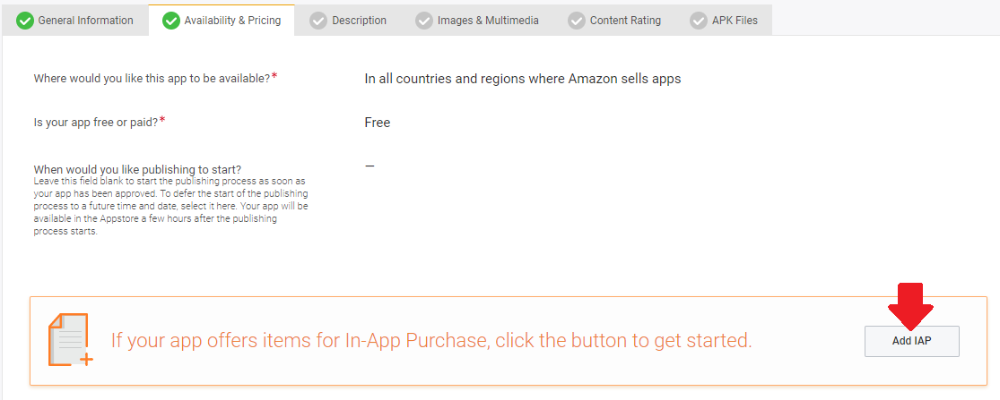 General Information
Availability & Pricing
Description
Images & Multimedia
Content Rating
APK Files
Where would you like this app to be available?*
In all countries and regions where Amazon sells apps
Is your app free or paid?*
Free
When would you like publishing to start?
—
Leave this field blank to start the publishing process as soon as
your app has been approved. To defer the start of the publishing
process to a future time and date, select it here. Your app will be
available in the Appstore a few hours after the publishing
process starts.
If your app offers items for In-App Purchase, click the button to get started.
Add IAP